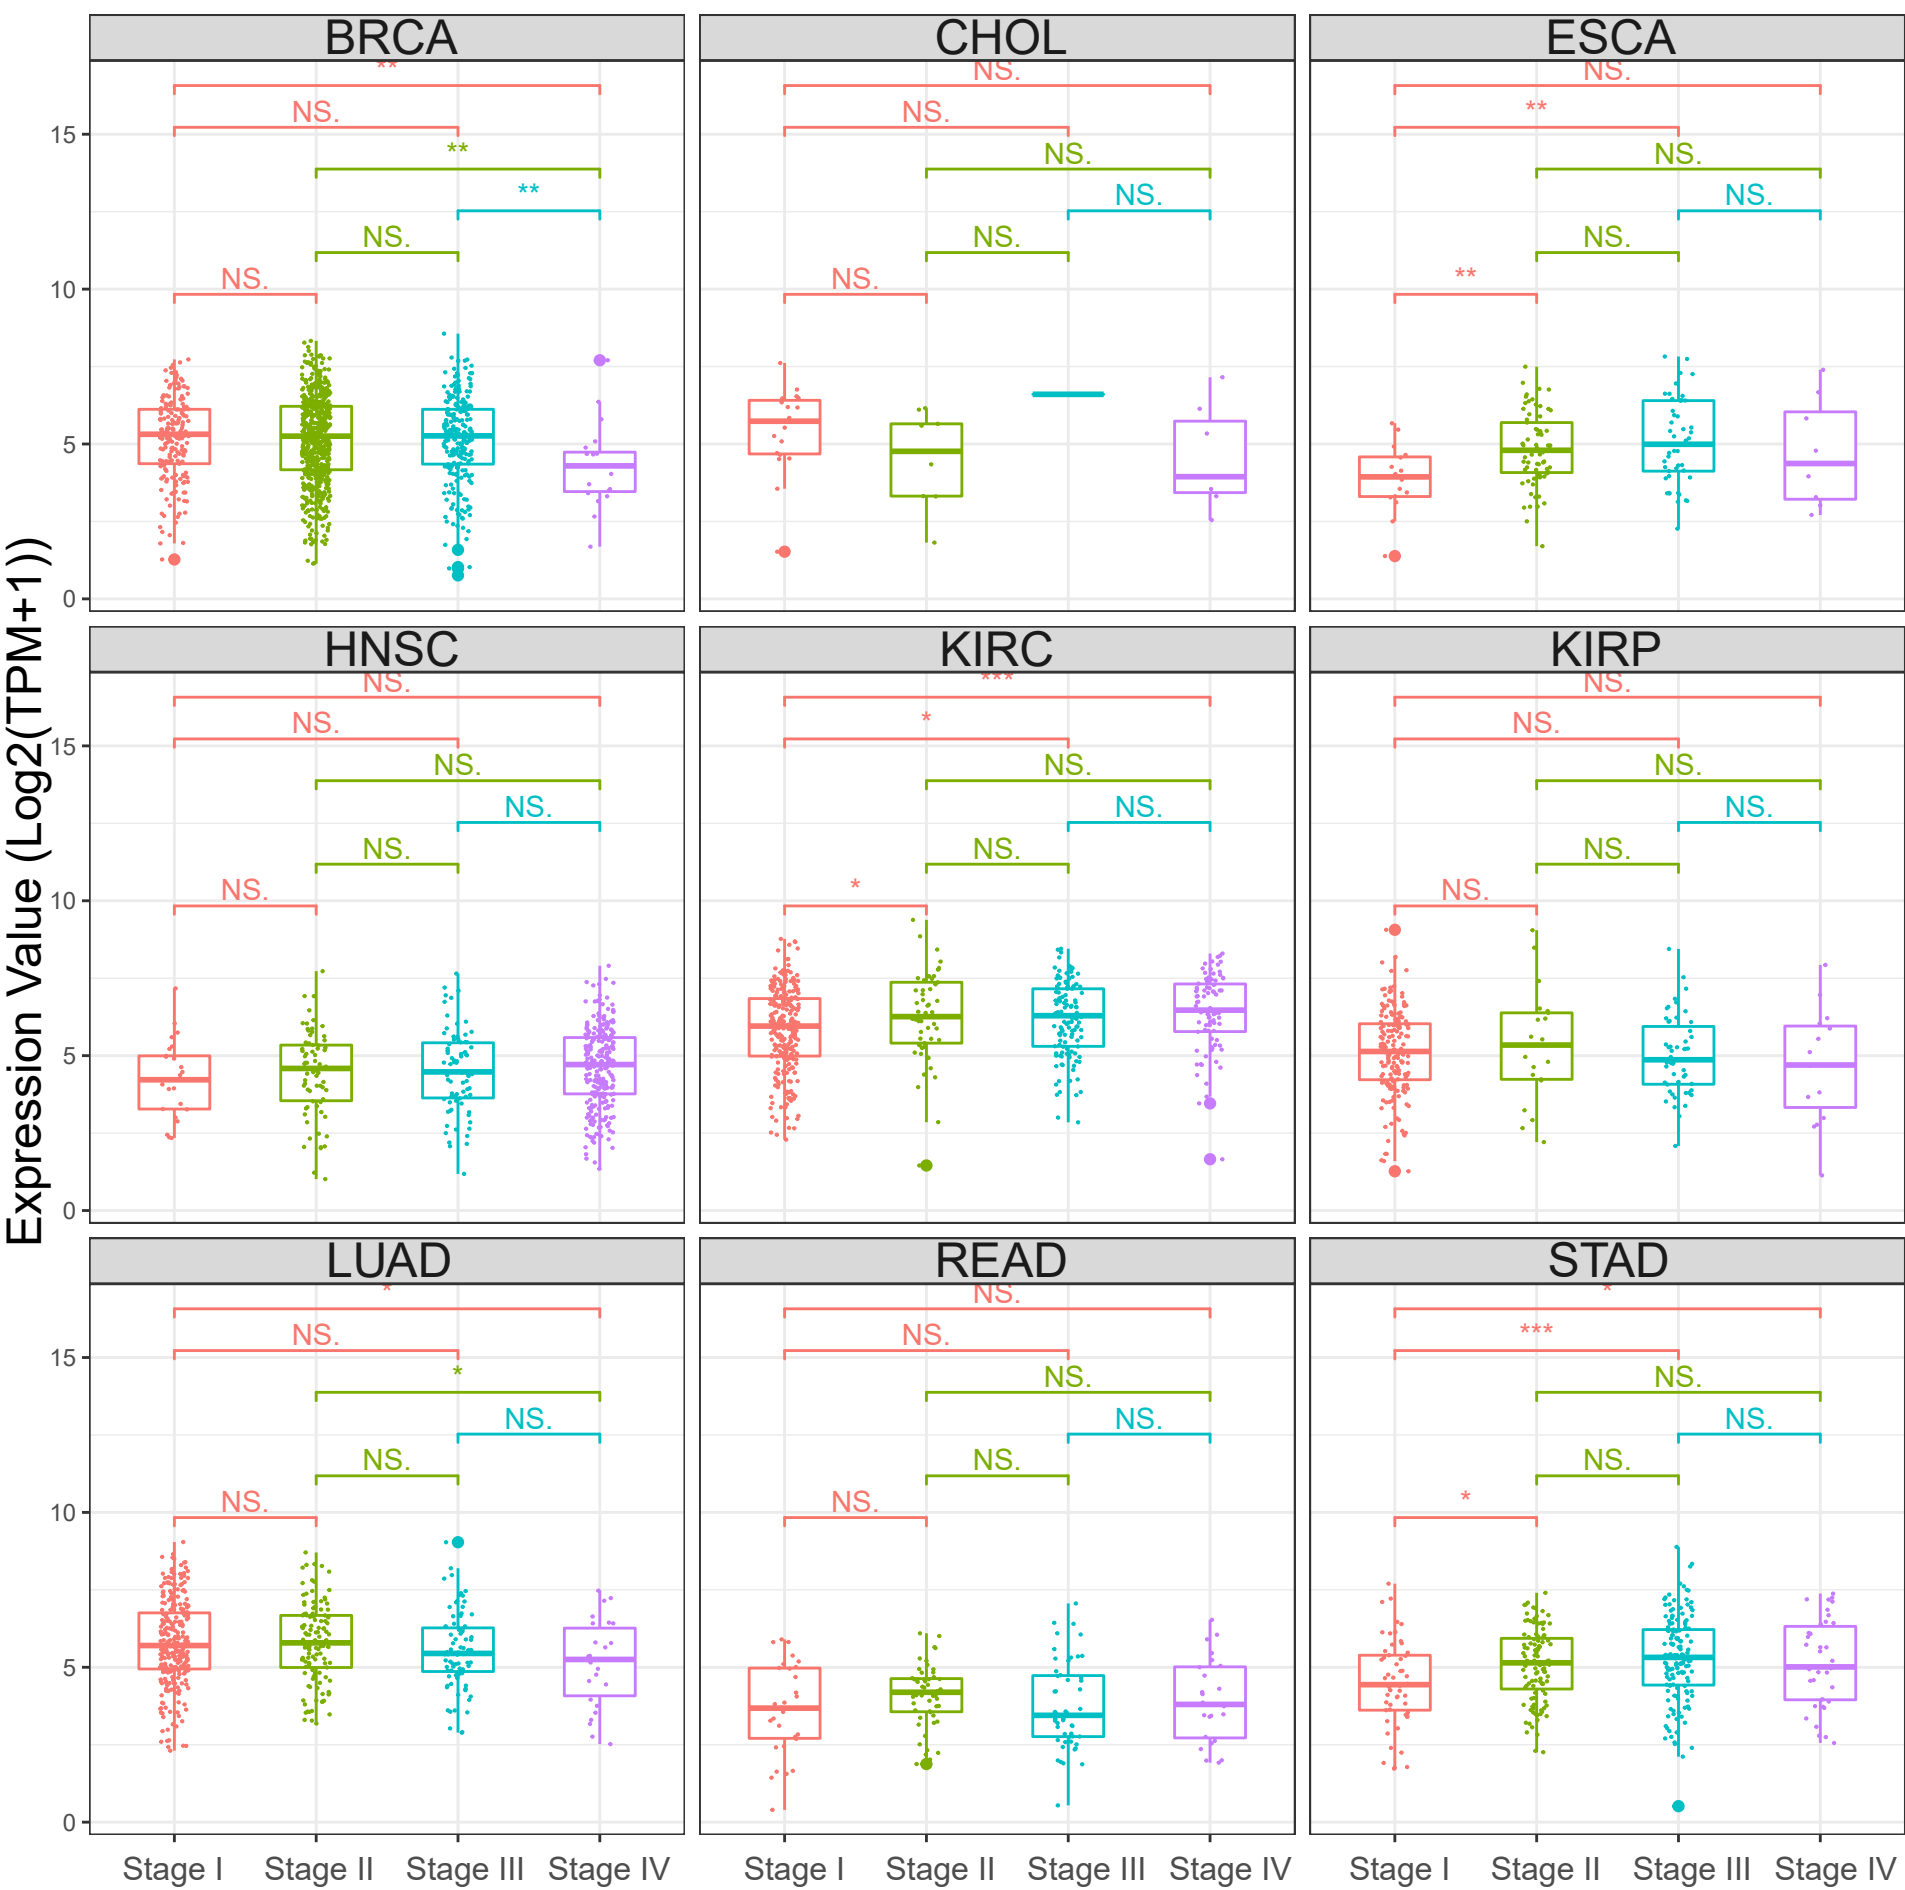 BRCA
CHOL
ESCA
**
NS.
**
**
NS.
NS.
NS.
NS.
NS.
NS.
NS.
NS.
NS.
**
NS.
NS.
NS.
**
15
10
5
0
HNSC
KIRC
KIRP
NS.
NS.
NS.
NS.
NS.
NS.
***
*
NS.
NS.
NS.
*
NS.
NS.
NS.
NS.
NS.
NS.
15
10
5
0
LUAD
READ
STAD
*
NS.
*
NS.
NS.
NS.
NS.
NS.
NS.
NS.
NS.
NS.
*
***
NS.
NS.
NS.
*
15
10
5
0
Stage I Stage II Stage III Stage IV
Stage I Stage II Stage III Stage IV
Stage I Stage II Stage III Stage IV
Expression Value (Log2(TPM+1))